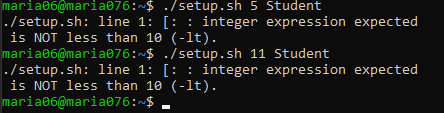 maria06@maria076:~$ ./setup.sh 5 Student
./setup.sh: line 1: [: : integer expression expected
 is NOT less than 10 (-lt).
maria06@maria076:~$ ./setup.sh 11 Student
./setup.sh: line 1: [: : integer expression expected
 is NOT less than 10 (-lt).
maria06@maria076:~$